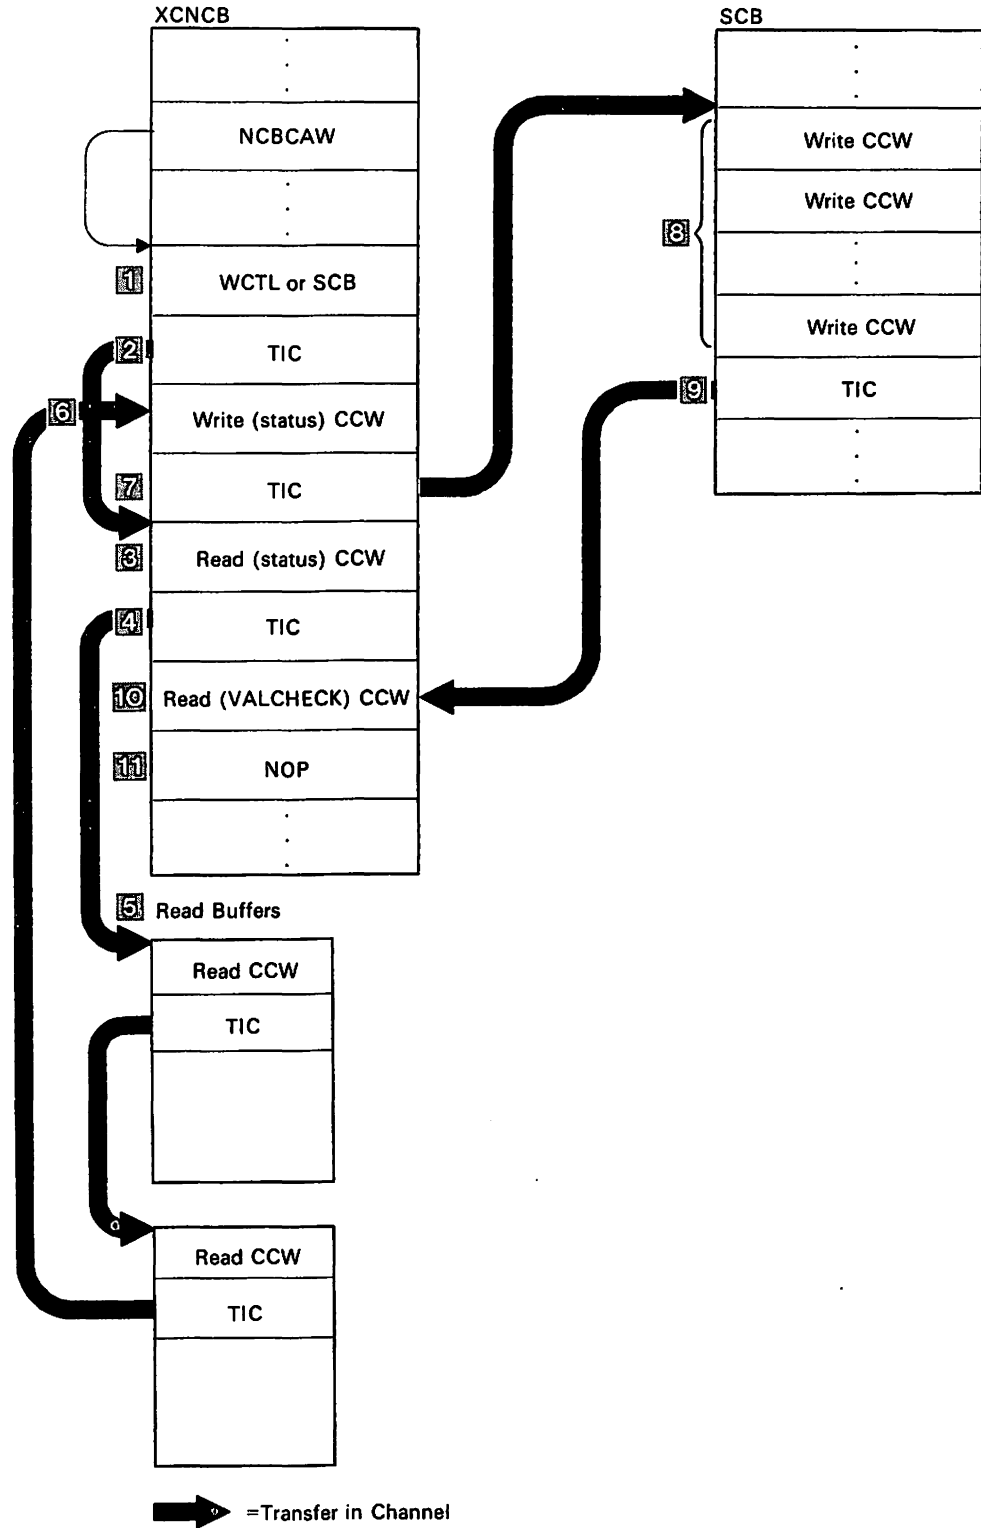 XCNCB
NCBCAW
1 WCTL or SCB
2 TIC
6 Write (status) CCW
7 TIC
3 Read (status) CCW
4 TIC
10 Read (VALCHECK) CCW
11 NOP
SCB
Write CCW
Write CCW
8
Write CCW
9 TIC
5 Read Buffers
Read CCW
TIC
Read CCW
TIC
=Transfer in Channel